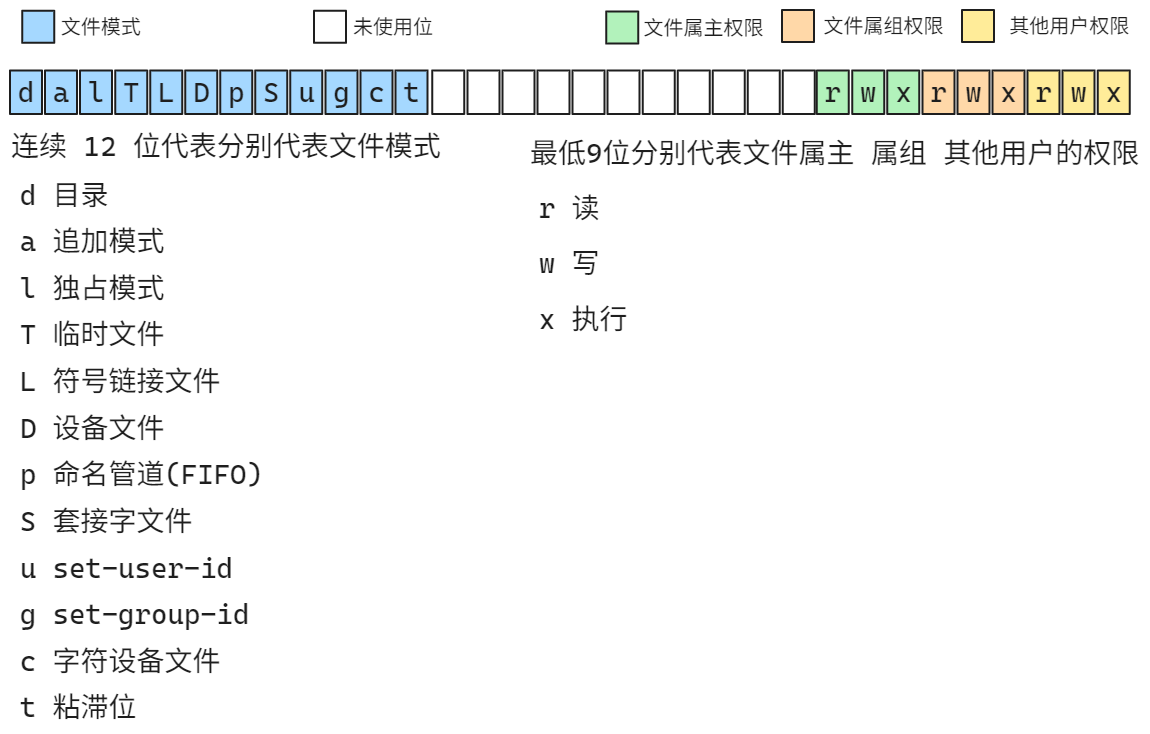 文件模式 未使用位 文件属主权限 文件属组权限 其他用户权限
d a l T L D p S u g c t r w x r w x r w x
连续 12 位代表分别代表文件模式
最低9位分别代表文件属主 属组 其他用户的权限
d 目录
a 追加模式
l 独占模式
T 临时文件
L 符号链接文件
D 设备文件
p 命名管道(FIFO)
S 套接字文件
u set-user-id
g set-group-id
c 字符设备文件
t 粘滞位
r 读
w 写
x 执行